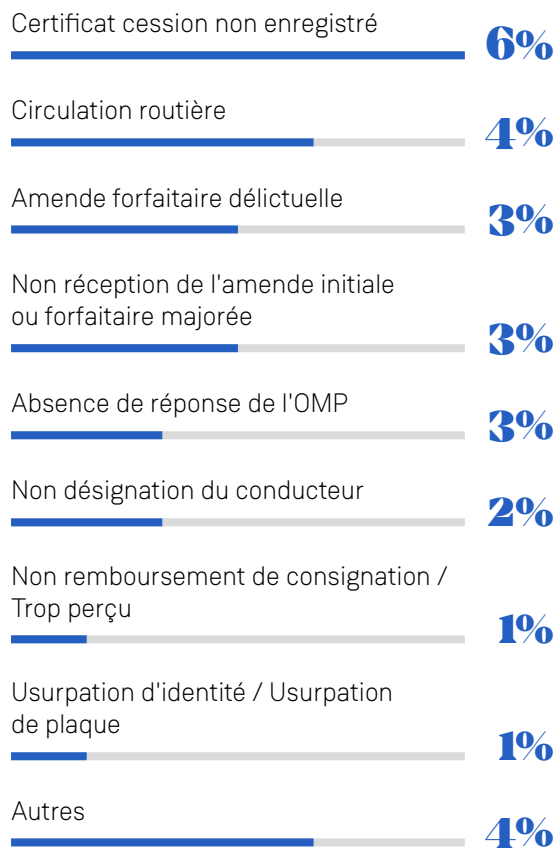 Certificat cession non enregistré
6%
Circulation routière
4%
Amende forfaitaire délictuelle
3%
Non réception de l'amende initiale
ou forfaitaire majorée
3%
Absence de réponse de l'OMP
3%
Non désignation du conducteur
2%
Non remboursement de consignation /
Trop perçu
1%
Usurpation d'identité / Usurpation
de plaque
1%
Autres
4%